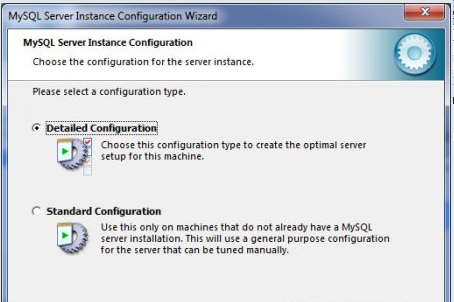 MySQL Server Instance Configuration Wizard
MySQL Server Instance Configuration
Choose the configuration for the server instance.
Please select a configuration type.
Detailed Configuration
Choose this configuration type to create the optimal server
setup for this machine.
Standard Configuration
Use this only on machines that do not already have a MySQL
server installation. This will use a general purpose configuration
for the server that can be tuned manually.